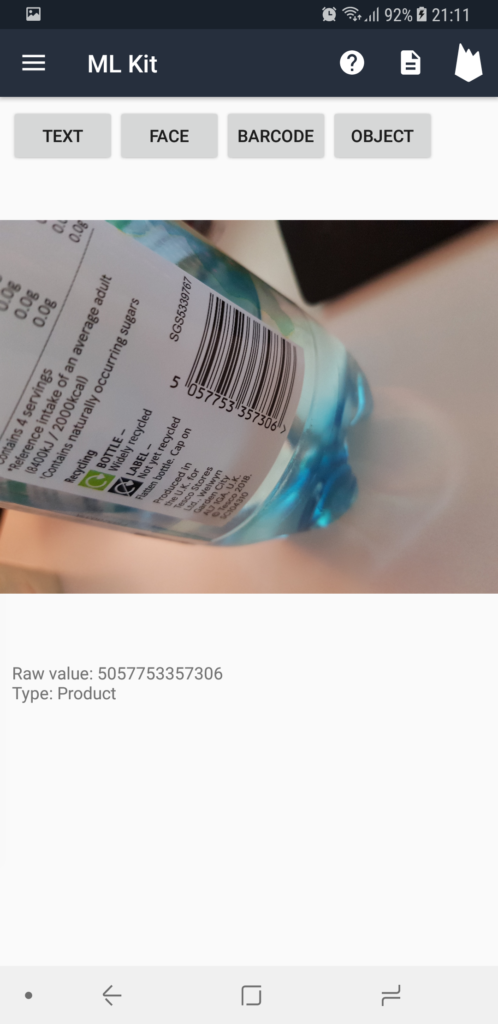 92% 21:11
ML Kit
TEXT FACE BARCODE OBJECT
0.0g
0.0g
0.0g
0.0g
contains 4 servings
*Reference intake of an average adult
(8400kJ / 2000kcal)
Contains naturally occurring sugars
Recycling
BOTTLE –
Widely recycled
LABEL –
Not yet recycled
Flatten bottle. Cap on
Produced in
the U.K. for
Tesco Stores
Ltd., Welwyn
Garden City
AL7 1GA, U.K.
© Tesco 2018.
SGS5339767
5 057753 357306 >
Raw value: 5057753357306
Type: Product